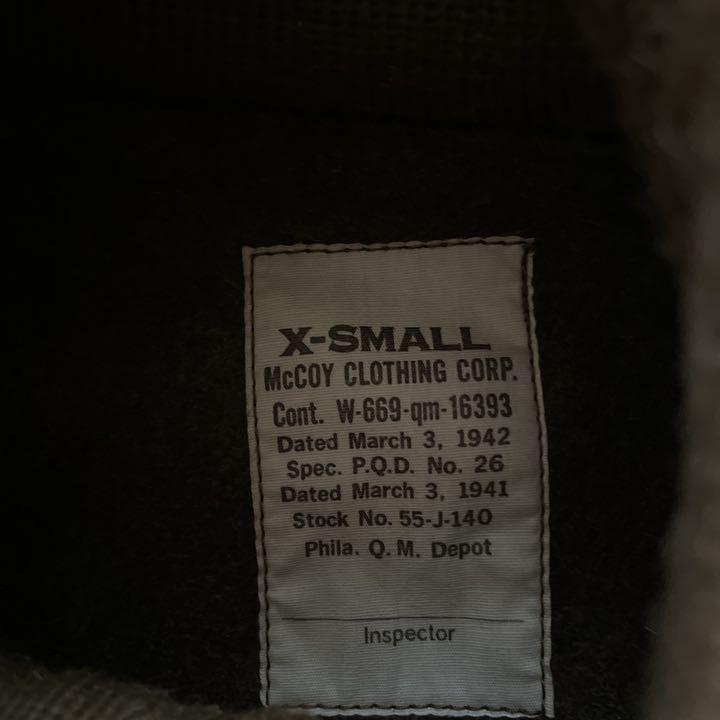 X-SMALL
McCOY CLOTHING CORP.
Cont. W-669-qm-16393
Dated March 3, 1942
Spec. P.Q.D. No. 26
Dated March 3, 1941
Stock No. 55-J-140
Phila. Q. M. Depot
Inspector